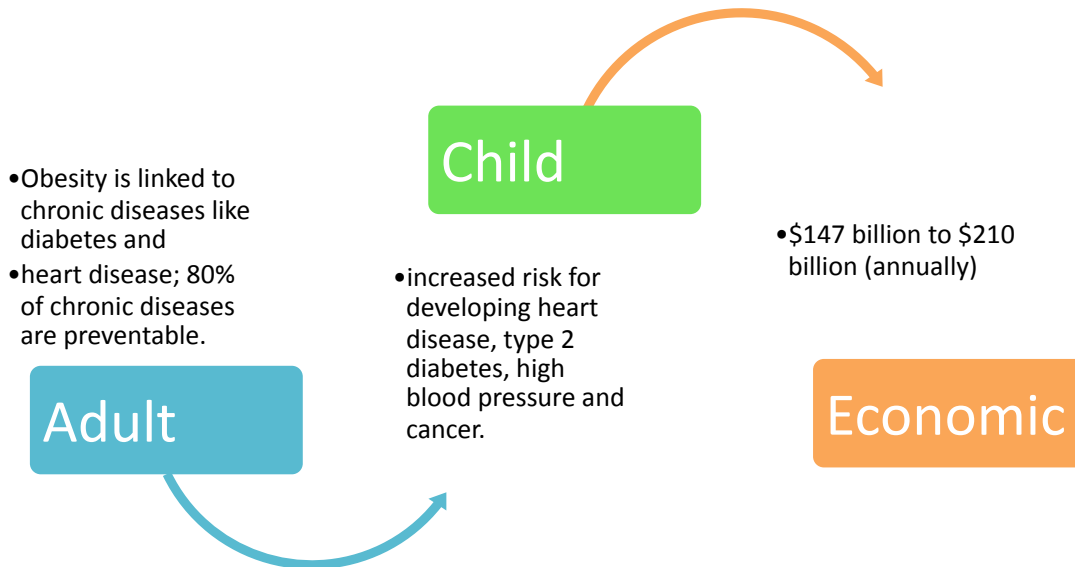 •Obesity is linked to
chronic diseases like
diabetes and
•heart disease; 80%
of chronic diseases
are preventable.
Adult
Child
•increased risk for
developing heart
disease, type 2
diabetes, high
blood pressure and
cancer.
•$147 billion to $210
billion (annually)
Economic